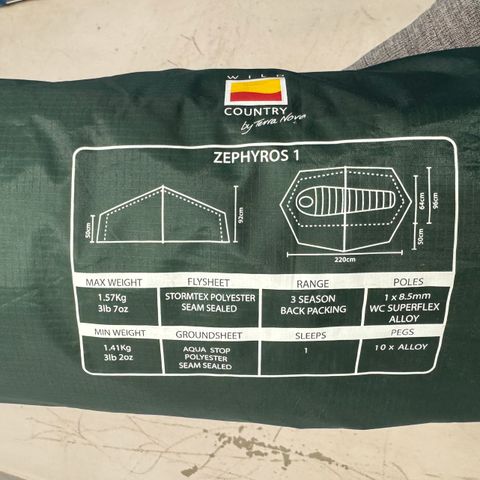 WILD
COUNTRY
by Terra Nova
ZEPHYROS 1
50cm
92cm
64cm
96cm
50cm
220cm
MAX WEIGHT FLYSHEET RANGE POLES
1.57Kg STORMTEX POLYESTER 3 SEASON 1 x 8.5mm
3lb 7oz SEAM SEALED BACK PACKING WC SUPERFLEX
ALLOY
MIN WEIGHT GROUNDSHEET SLEEPS PEGS
1.41Kg AQUA STOP 1 10 x ALLOY
3lb 2oz POLYESTER
SEAM SEALED